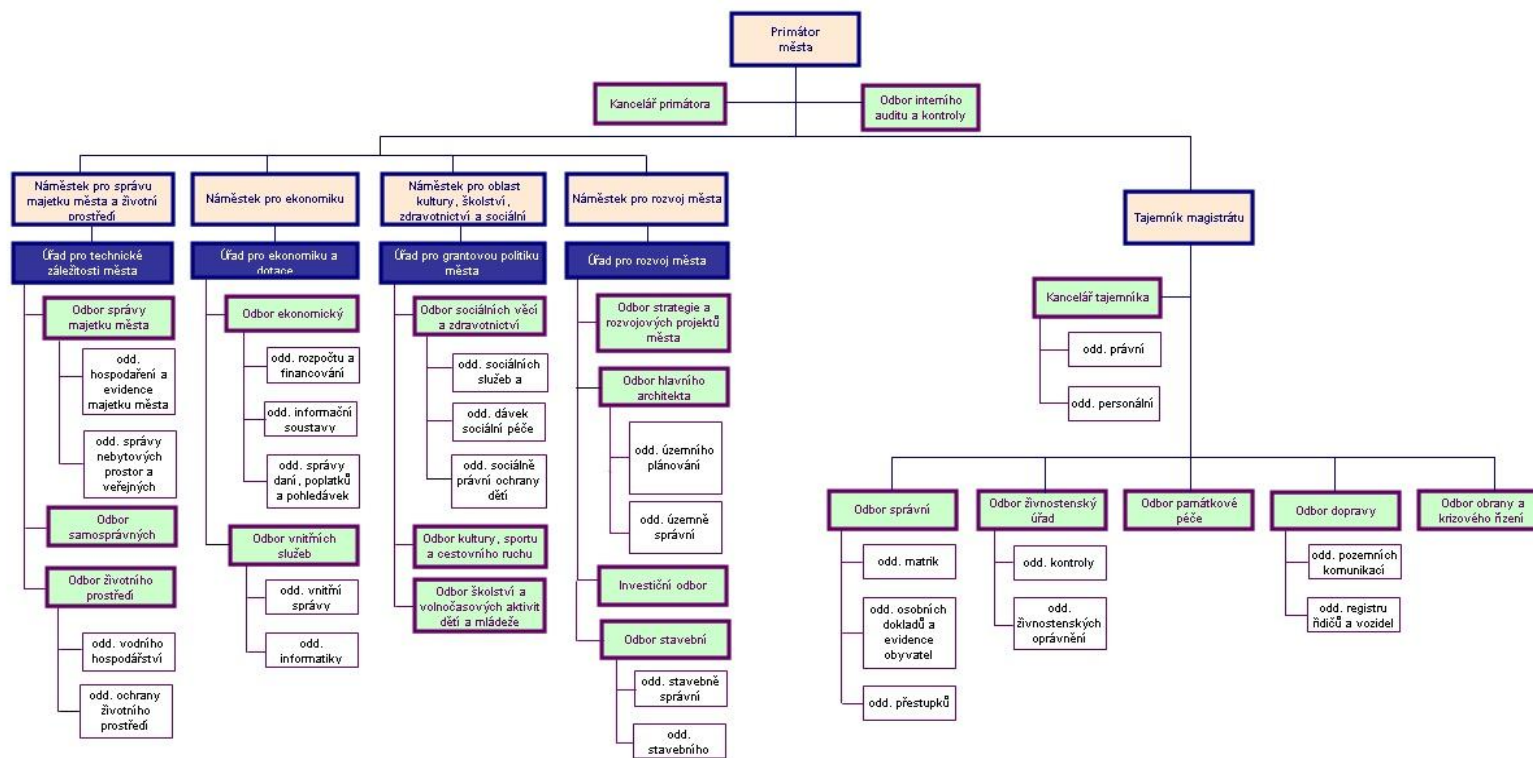 Primátor
města
Kancelář primátora
Odbor interního
auditu a kontroly
Náměstek pro správu
majetku města a životní
prostředí
Náměstek pro ekonomiku
Náměstek pro oblast
kultury, školství,
zdravotnictví a sociální
Náměstek pro rozvoj města
Tajemník magistrátu
Úřad pro technické
záležitosti města
Úřad pro ekonomiku a
dotace
Úřad pro grantovou politiku
města
Úřad pro rozvoj města
Odbor správy
majetku města
odd.
hospodaření a
evidence
majetku města
odd. správy
nebytových
prostor a
veřejných
Odbor
samosprávných
Odbor životního
prostředí
odd. vodního
hospodářství
odd. ochrany
životního
prostředí
Odbor ekonomický
odd. rozpočtu a
financování
odd. informační
soustavy
odd. správy
daní, poplatků
a pohledávek
Odbor vnitřních
služeb
odd. vnitřní
správy
odd.
informatiky
Odbor sociálních věcí
a zdravotnictví
odd. sociálních
služeb a
odd. dávek
sociální péče
odd. sociálně
právní ochrany
dětí
Odbor kultury, sportu
a cestovního ruchu
Odbor školství a
volnočasových aktivit
dětí a mládeže
Odbor strategie a
rozvojových projektů
města
Odbor hlavního
architekta
odd. územního
plánování
odd. územně
správní
Investiční odbor
Odbor stavební
odd. stavebně
správní
odd.
stavebního
Kancelář tajemníka
odd. právní
odd. personální
Odbor správní
odd. matrik
odd. osobních
dokladů a
evidence
obyvatel
odd. přestupků
Odbor živnostenský
úřad
odd. kontroly
odd.
živnostenských
oprávnění
Odbor památkové
péče
Odbor dopravy
odd. pozemních
komunikací
odd. registru
řidičů a vozidel
Odbor obrany a
krizového řízení